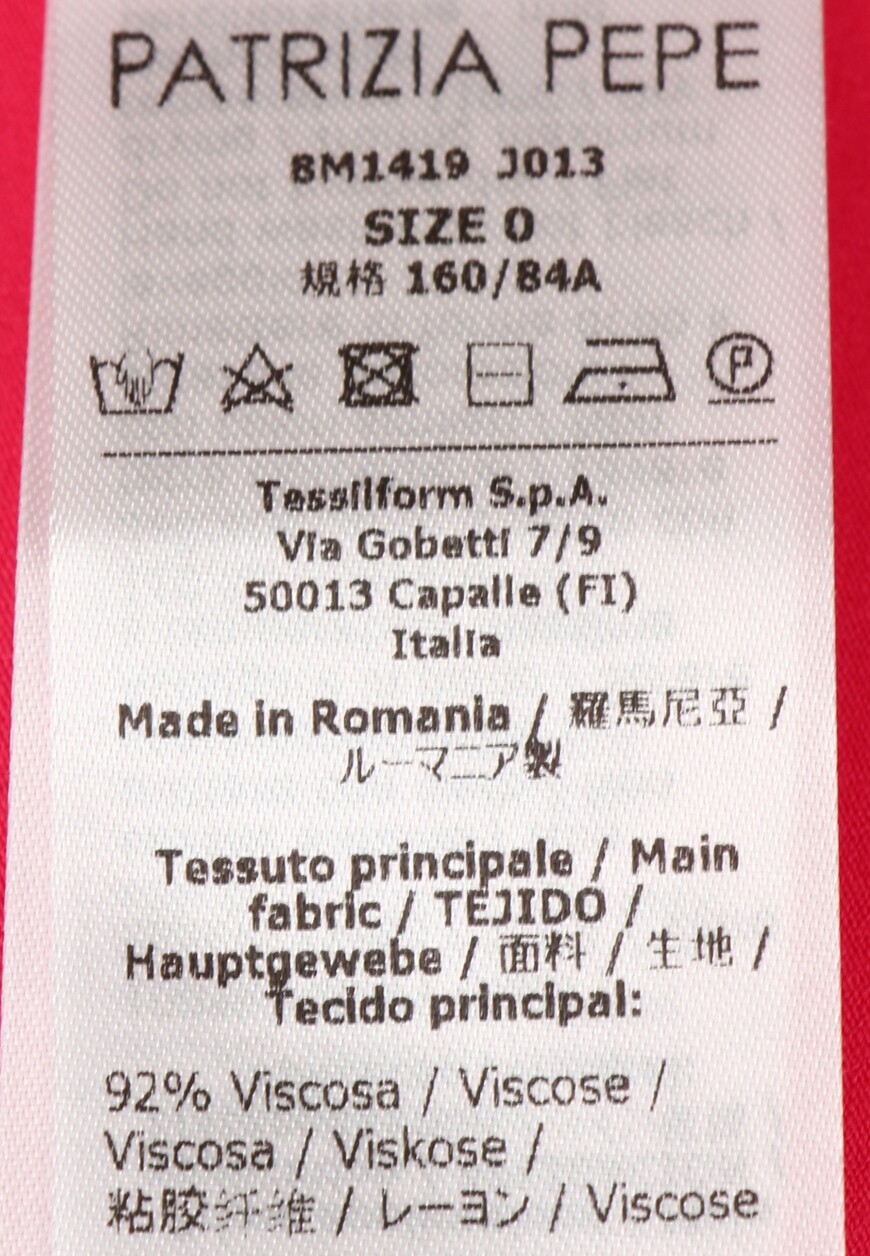 PATRIZIA PEPE
8M1419 J013
SIZE 0
規格 160/84A
P
Tessilform S.p.A.
Via Gobetti 7/9
50013 Capalle (FI)
Italia
Made in Romania / 羅馬尼亞 /
ルーマニア製
Tessuto principale / Main
fabric / TEJIDO /
Hauptgewebe / 面料 / 生地 /
Tecido principal:
92% Viscosa / Viscose /
Viscosa / Viskose /
粘胶纤维 / レーヨン / Viscose